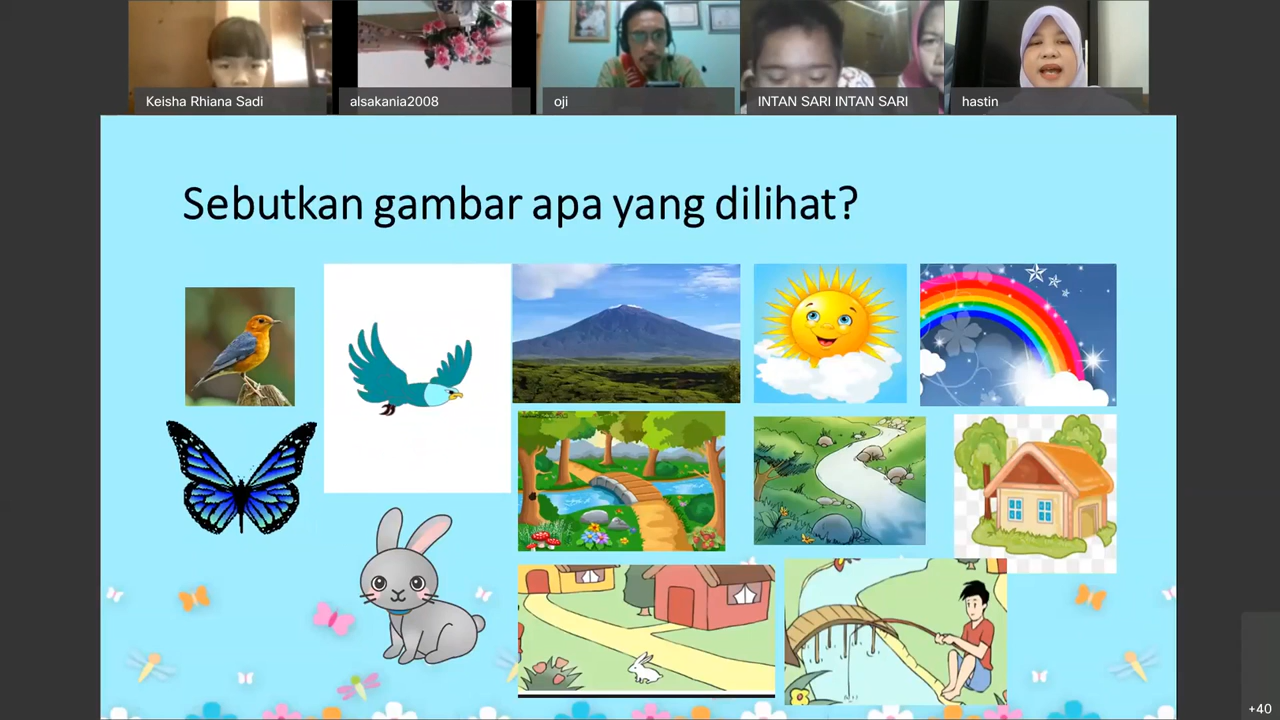 Keisha Rhiana Sadi
alsakania2008
oji
INTAN SARI INTAN SARI
hastin
Sebutkan gambar apa yang dilihat?
+40